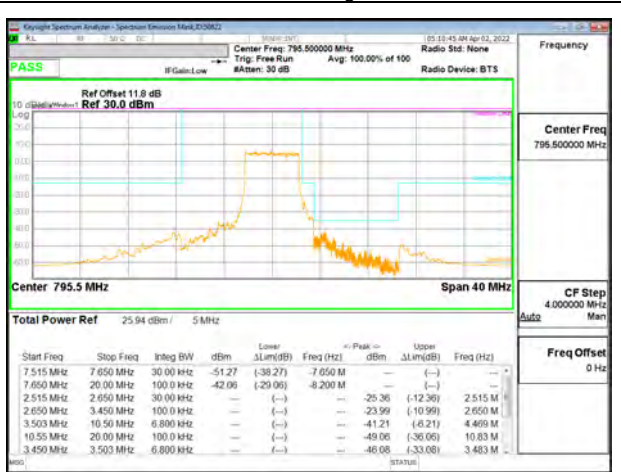 Keysight Spectrum Analyzer - Spectrum Emission Mask
RL RF 50 Ω DC SENSE:INT 05:10:45 AM Apr 02, 2022
Center Freq: 795.500000 MHz Radio Std: None
PASS Trig: Free Run Avg: 100.00% of 100
IFGain:Low #Atten: 30 dB Radio Device: BTS
Ref Offset 11.8 dB
10 dB Ref 30.0 dBm
Log
Center 795.5 MHz Span 40 MHz
Total Power Ref 25.94 dBm / 5 MHz
Lower <- Peak -> Upper
Start Freq Stop Freq Integ BW dBm ΔLim(dB) Freq (Hz) dBm ΔLim(dB) Freq (Hz)
7.515 MHz 7.650 MHz 30.00 kHz -51.27 (-38.27) -7.650 M --- (---) ---
7.650 MHz 20.00 MHz 100.0 kHz -42.06 (-29.06) -8.200 M --- (---) ---
2.515 MHz 2.650 MHz 30.00 kHz --- (---) --- -25.36 (-12.36) 2.515 M
2.650 MHz 3.450 MHz 100.0 kHz --- (---) --- -23.99 (-10.99) 2.650 M
3.503 MHz 10.50 MHz 6.800 kHz --- (---) --- -41.21 (-6.21) 4.469 M
10.55 MHz 20.00 MHz 100.0 kHz --- (---) --- -49.06 (-36.06) 10.83 M
3.450 MHz 3.503 MHz 6.800 kHz --- (---) --- -46.08 (-33.08) 3.483 M
MSG STATUS
Frequency
Center Freq
795.500000 MHz
CF Step
4.000000 MHz
Auto Man
Freq Offset
0 Hz